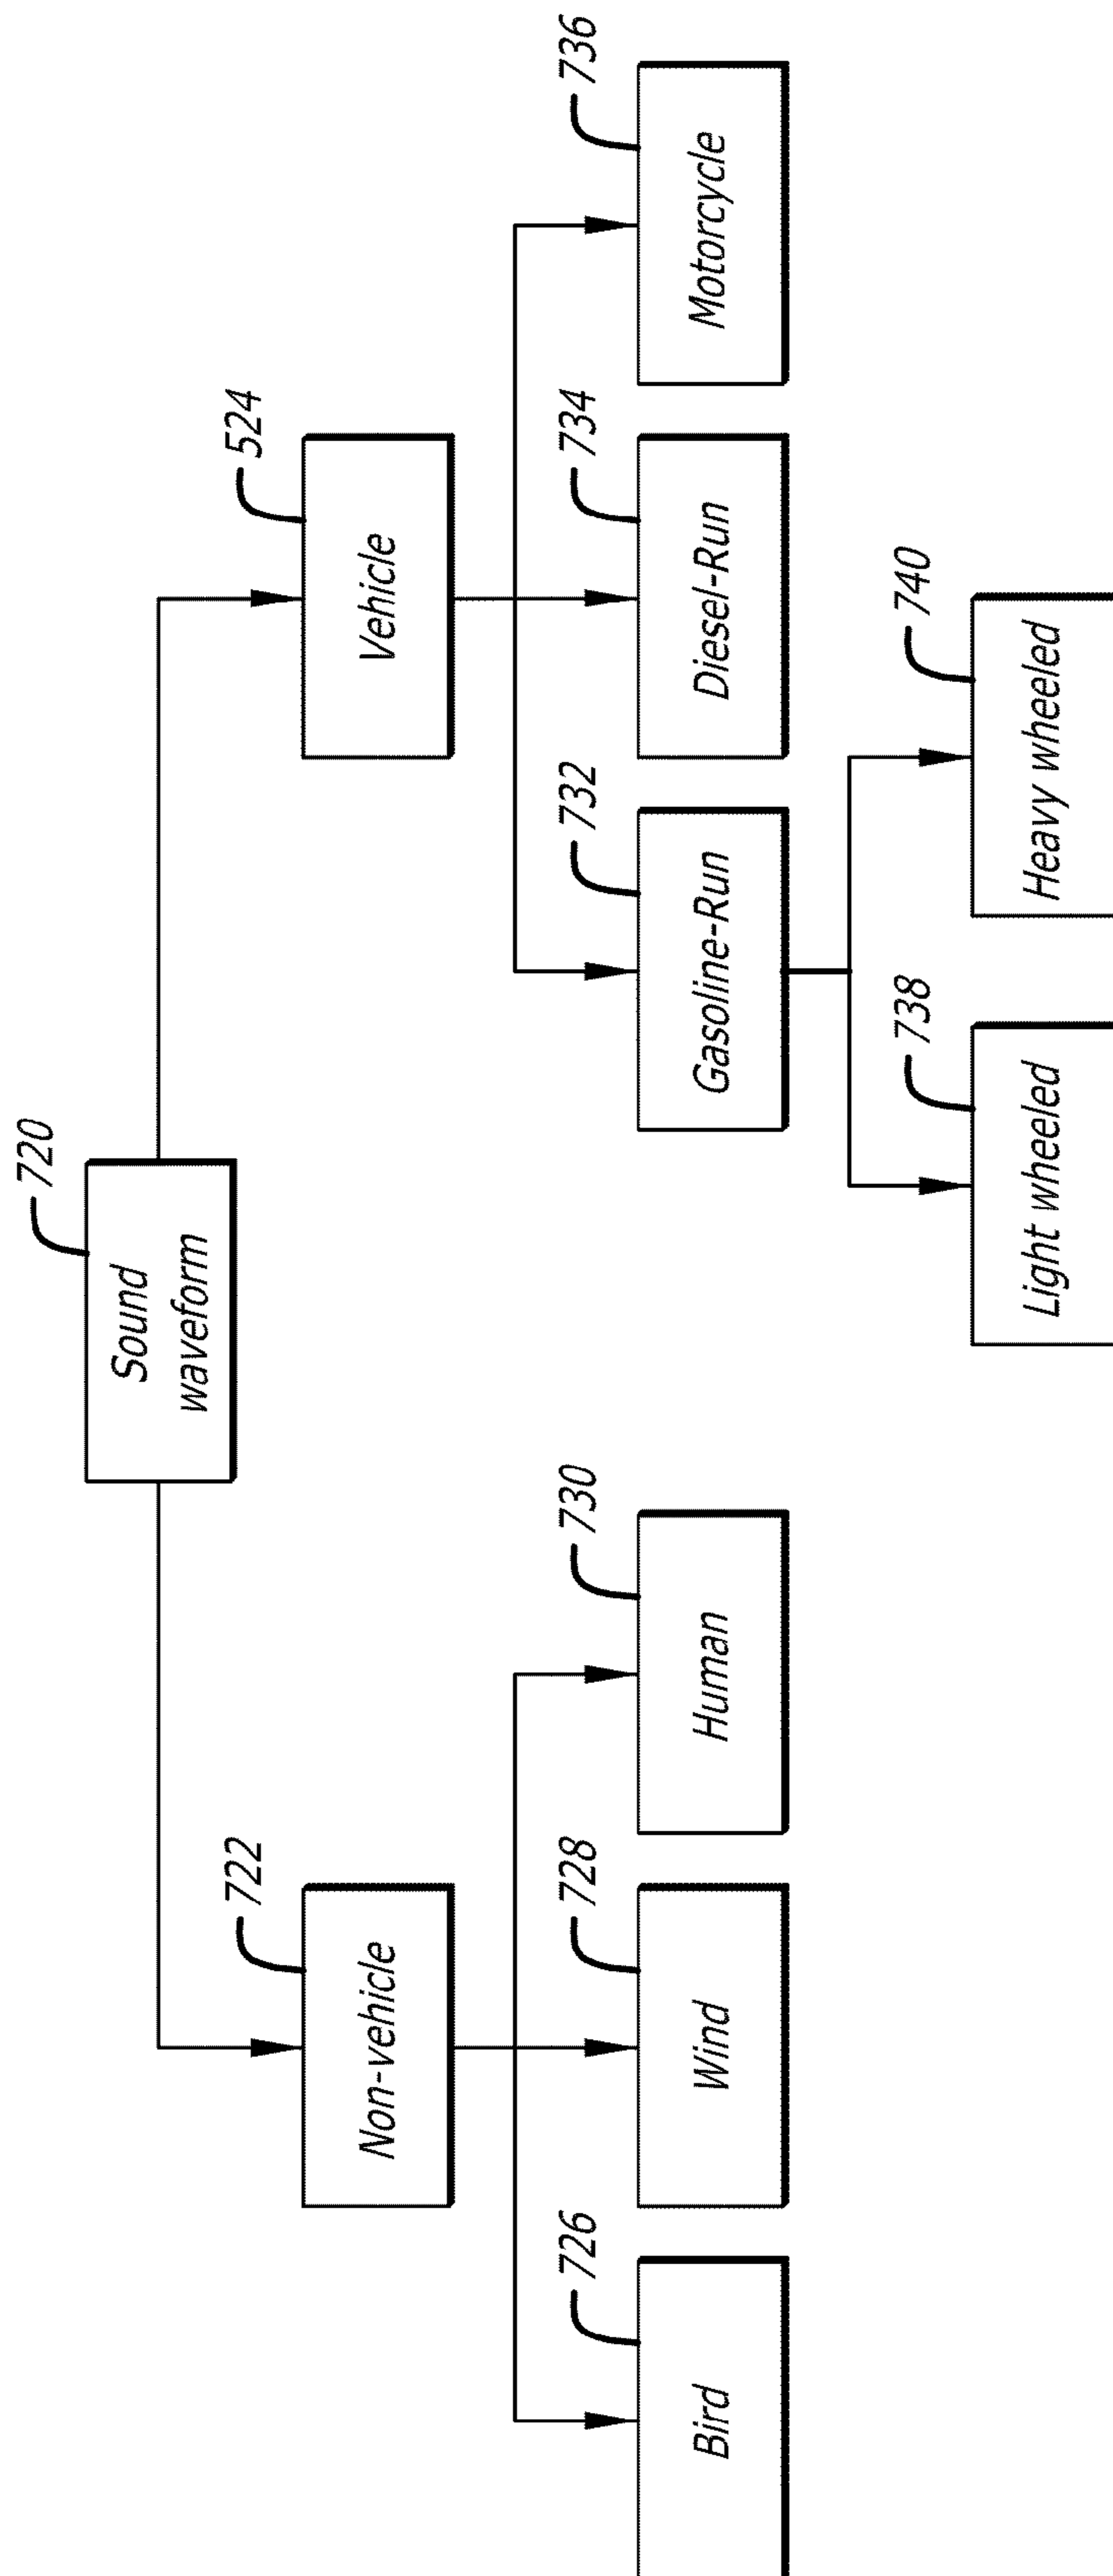 720
Sound
waveform
722
Non-vehicle
524
Vehicle
726
Bird
728
Wind
730
Human
732
Gasoline-Run
734
Diesel-Run
736
Motorcycle
738
Light wheeled
740
Heavy wheeled